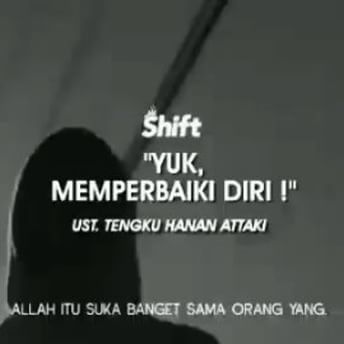 Shift
"YUK,
MEMPERBAIKI DIRI !"
UST. TENGKU HANAN ATTAKI
ALLAH ITU SUKA BANGET SAMA ORANG YANG.